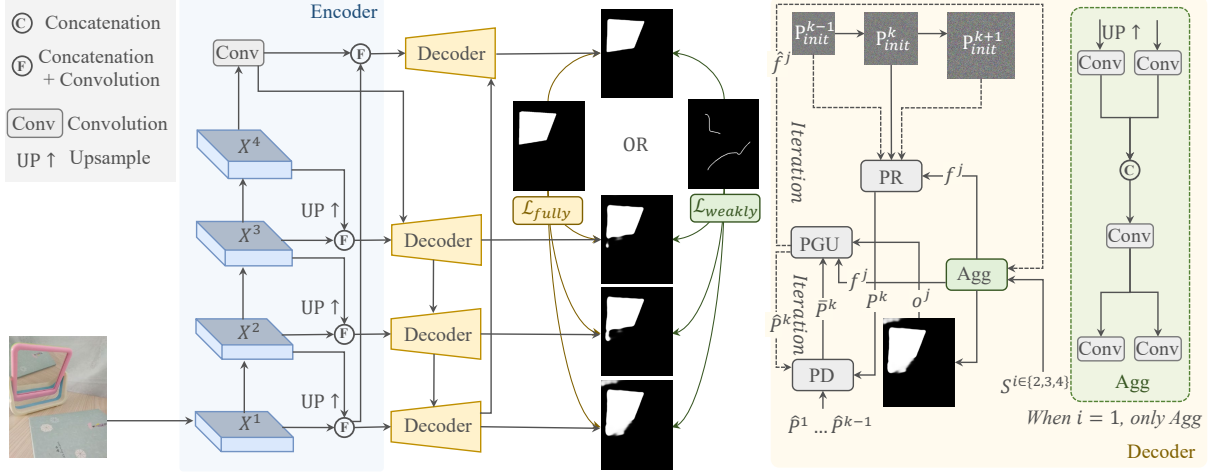 C Concatenation
F Concatenation
+ Convolution
Conv Convolution
UP ↑ Upsample
Encoder
Conv
F
Decoder
X⁴
UP ↑
X³
F
Decoder
UP ↑
X²
F
Decoder
UP ↑
X¹
F
Decoder
OR
ℒ_fully
ℒ_weakly
P_init^{k-1}
P_init^k
P_init^{k+1}
f̂^j
Iteration
PR
f^j
PGU
Agg
f^j
P̄^k
P^k
o^j
P̂^k
Iteration
PD
P̂¹ ... P̂^{k-1}
S^{i∈{2,3,4}}
UP ↑
Conv
Conv
C
Conv
Conv
Conv
Agg
When i = 1, only Agg
Decoder